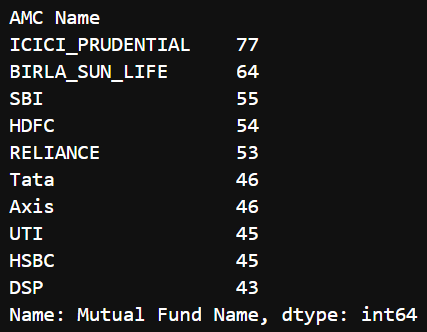 AMC Name
ICICI_PRUDENTIAL    77
BIRLA_SUN_LIFE      64
SBI                 55
HDFC                54
RELIANCE            53
Tata                46
Axis                46
UTI                 45
HSBC                45
DSP                 43
Name: Mutual Fund Name, dtype: int64